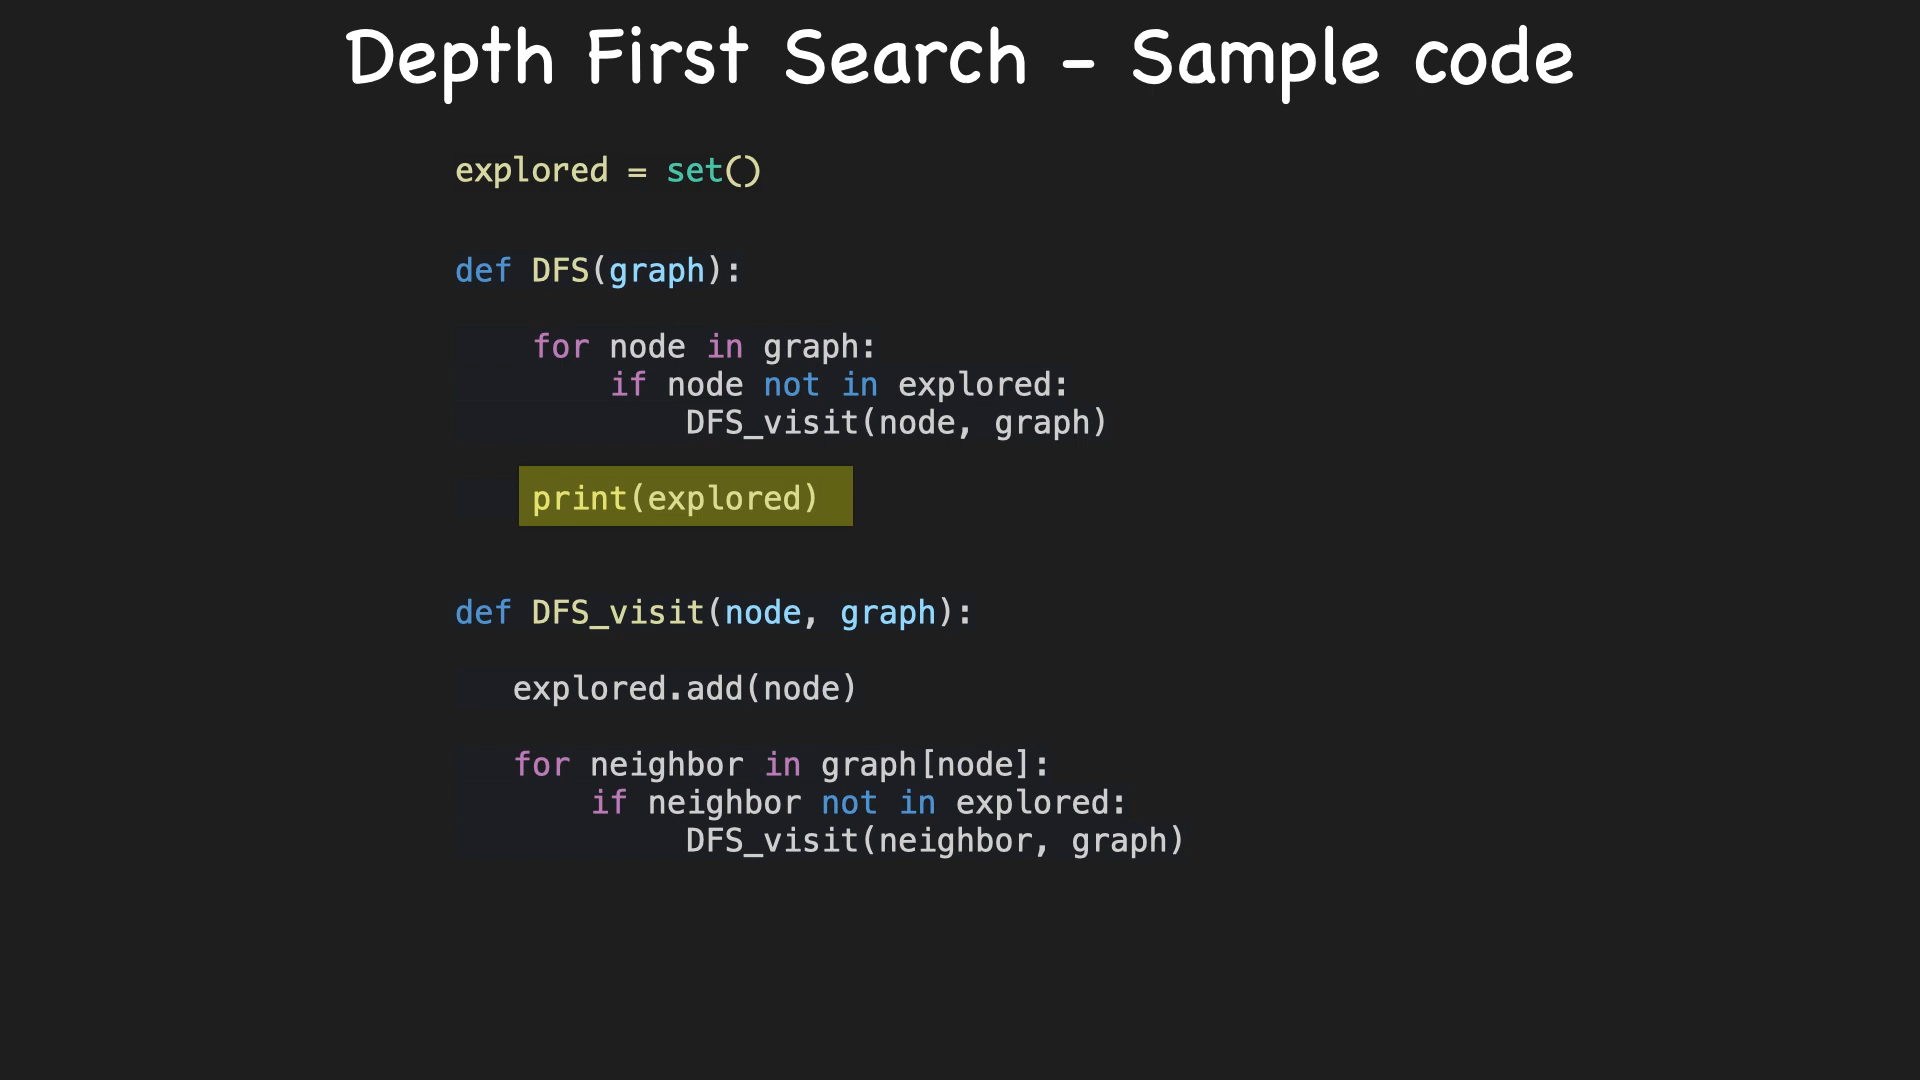 Depth First Search - Sample code
explored = set()
def DFS(graph):
for node in graph:
if node not in explored:
DFS_visit(node, graph)
print(explored)
def DFS_visit(node, graph):
explored.add(node)
for neighbor in graph[node]:
if neighbor not in explored:
DFS_visit(neighbor, graph)